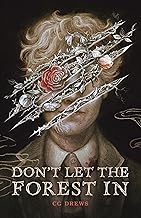 DON'T LET THE
FOREST IN
CG DREWS